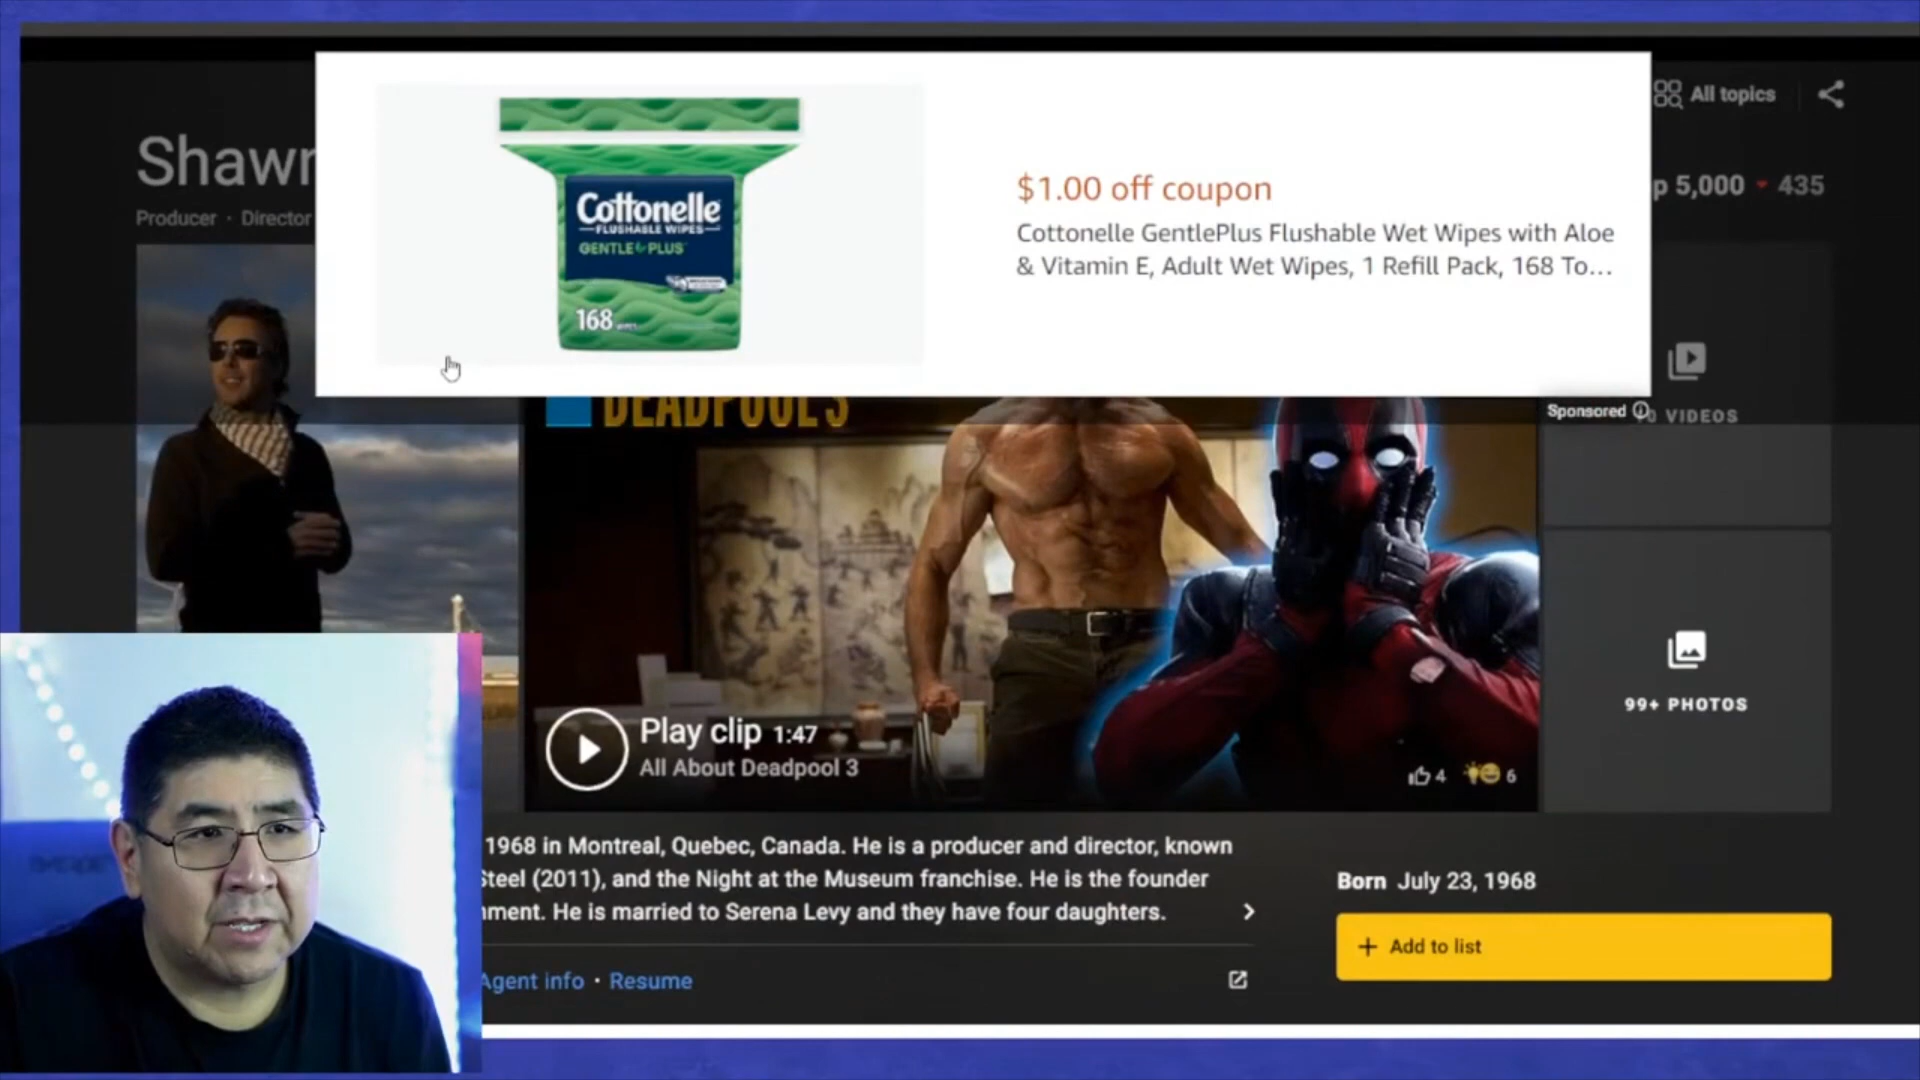 All topics
$1.00 off coupon
Cottonelle GentlePlus Flushable Wet Wipes with Aloe
& Vitamin E, Adult Wet Wipes, 1 Refill Pack, 168 To...
Cottonelle
FLUSHABLE WIPES
GENTLE PLUS
168 WIPES
Shawn
Producer · Director
p 5,000 435
Sponsored
VIDEOS
DEADPOOL'S
99+ PHOTOS
Play clip 1:47
All About Deadpool 3
4 6
1968 in Montreal, Quebec, Canada. He is a producer and director, known
Steel (2011), and the Night at the Museum franchise. He is the founder
nment. He is married to Serena Levy and they have four daughters.
Born July 23, 1968
+ Add to list
Agent info · Resume